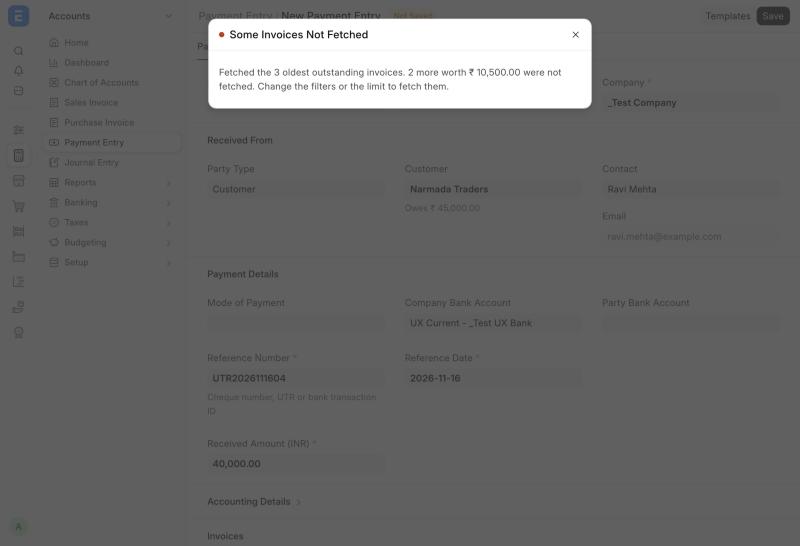 Accounts
Payment Entry / New Payment Entry
Not Saved
Templates
Save
Some Invoices Not Fetched
Fetched the 3 oldest outstanding invoices. 2 more worth ₹ 10,500.00 were not
fetched. Change the filters or the limit to fetch them.
Home
Dashboard
Chart of Accounts
Sales Invoice
Purchase Invoice
Payment Entry
Journal Entry
Reports
Banking
Taxes
Budgeting
Setup
A
Company *
_Test Company
Received From
Party Type
Customer
Contact
Customer
Narmada Traders
Ravi Mehta
Owes ₹ 45,000.00
Email
ravi.mehta@example.com
Payment Details
Mode of Payment
Company Bank Account
Party Bank Account
UX Current - _Test UX Bank
Reference Number *
Reference Date *
UTR2026111604
2026-11-16
Cheque number, UTR or bank transaction
ID
Received Amount (INR) *
40,000.00
Accounting Details
Invoices